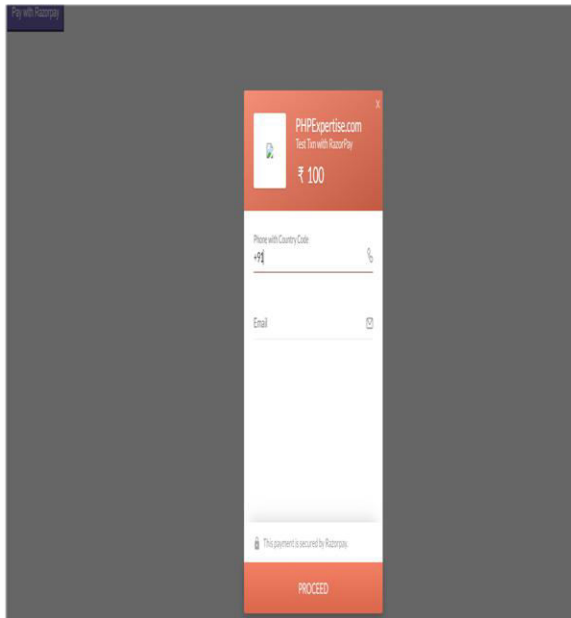 Pay with Razorpay
x
PHPExpertise.com
Test Txn with RazorPay
₹ 100
Phone with Country Code
+91
Email
This payment is secured by Razorpay.
PROCEED